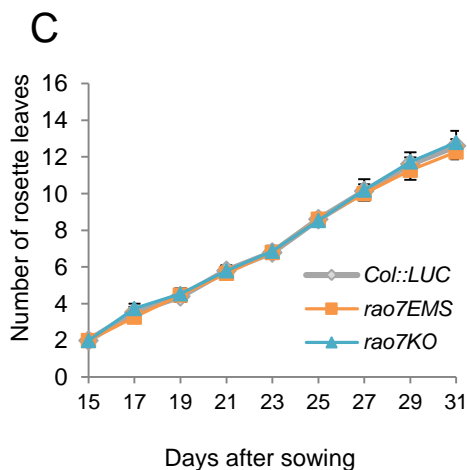 C
Number of rosette leaves
16
14
12
10
8
6
4
2
0
Col::LUC
rao7EMS
rao7KO
15 17 19 21 23 25 27 29 31
Days after sowing